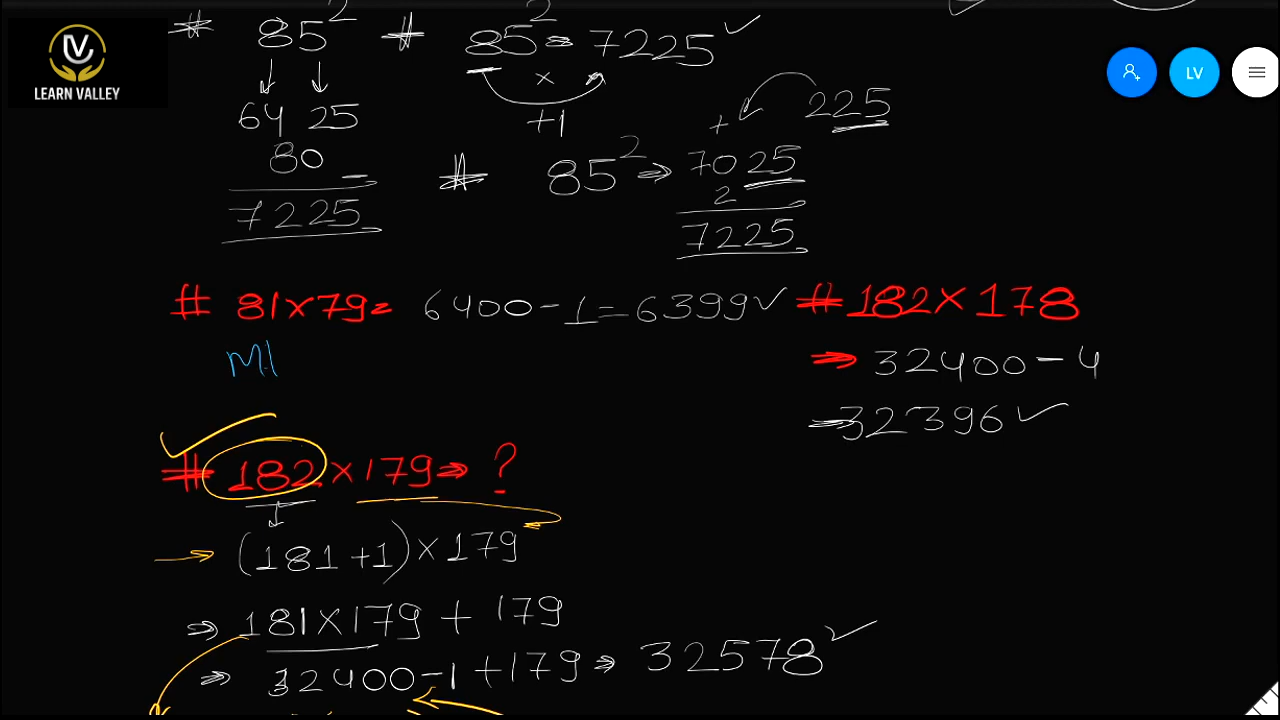 # 85² # 85² = 7225 ✓
LEARN VALLEY
LV
64 25
×
+1
80
7225
225
+
# 85² ⇒ 7025
2
7225
# 81×79= 6400-1=6399✓
M.I
# 182×178
⇒ 32400-4
⇒32396✓
# 182×179⇒ ?
→ (181+1)×179
⇒ 181×179+179
⇒ 32400-1+179⇒ 32578✓